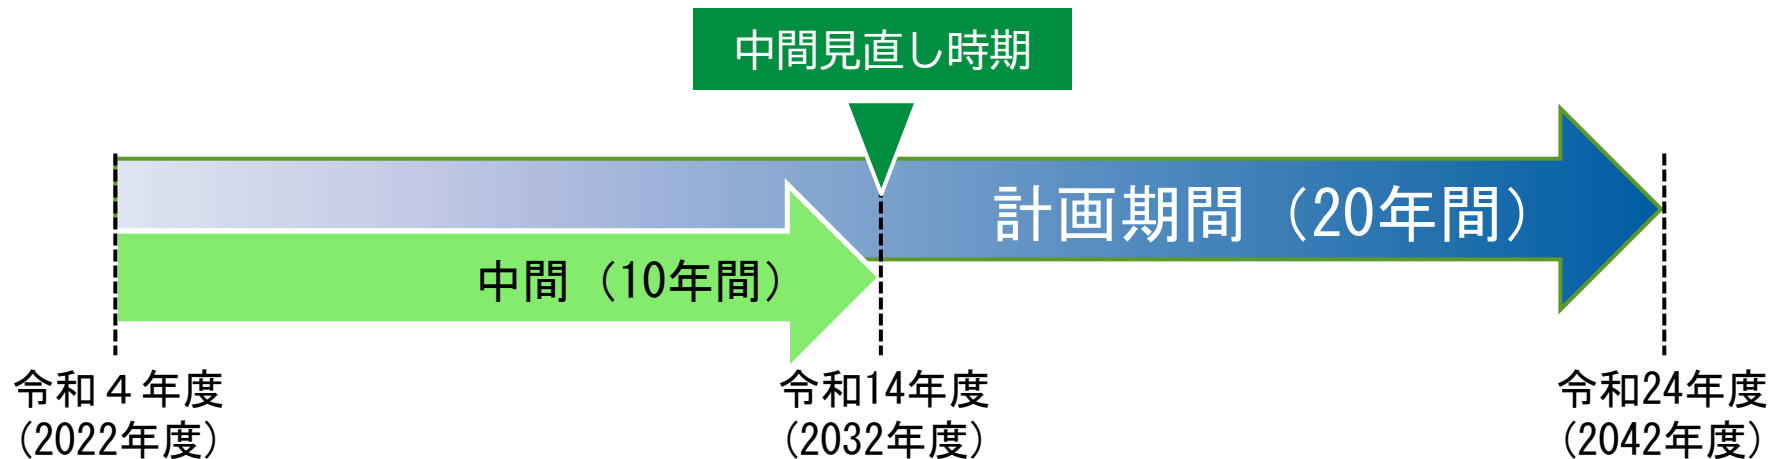 中間見直し時期
計画期間（20年間）
中間（10年間）
令和４年度
(2022年度)
令和14年度
(2032年度)
令和24年度
(2042年度)